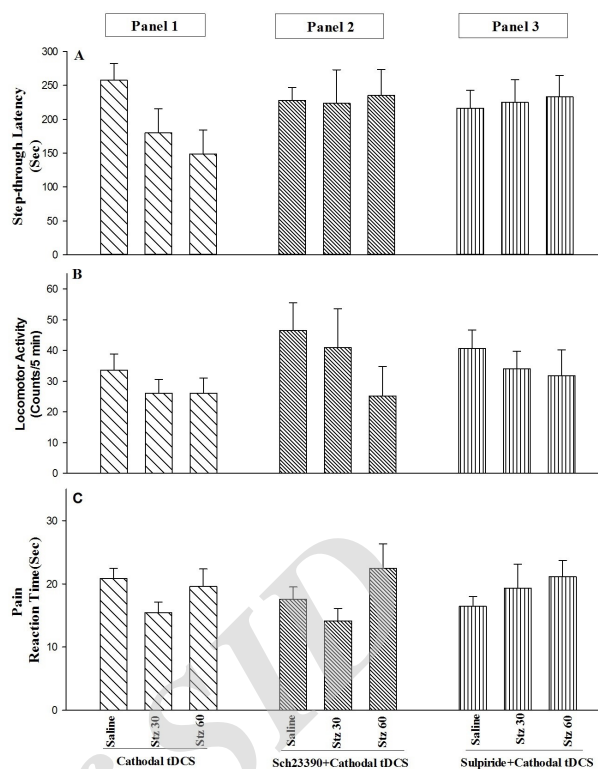 Panel 1
Panel 2
Panel 3
A
Step-through Latency
(Sec)
300
250
200
150
100
50
0
B
Locomotor Activity
(Counts/5 min)
60
50
40
30
20
10
0
C
Pain
Reaction Time(Sec)
30
20
10
0
Saline
Stz 30
Stz 60
Saline
Stz 30
Stz 60
Saline
Stz 30
Stz 60
Cathodal tDCS
Sch23390+Cathodal tDCS
Sulpiride+Cathodal tDCS
SID